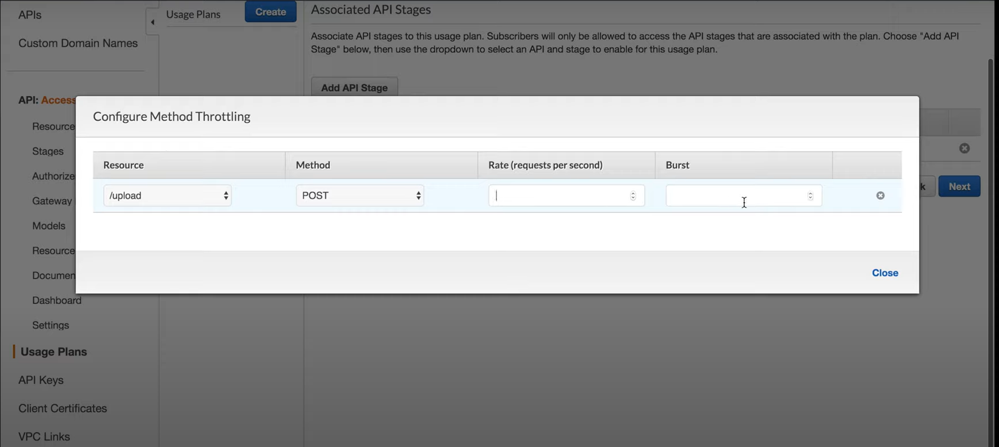 APIs
Custom Domain Names
API: Access
Resource
Stages
Authorize
Gateway
Models
Resource
Documen
Dashboard
Settings
Usage Plans
API Keys
Client Certificates
VPC Links
Usage Plans
Create
Associated API Stages
Associate API stages to this usage plan. Subscribers will only be allowed to access the API stages that are associated with the plan. Choose "Add API
Stage" below, then use the dropdown to select an API and stage to enable for this usage plan.
Add API Stage
k
Next
Configure Method Throttling
Resource Method Rate (requests per second) Burst
/upload POST
Close